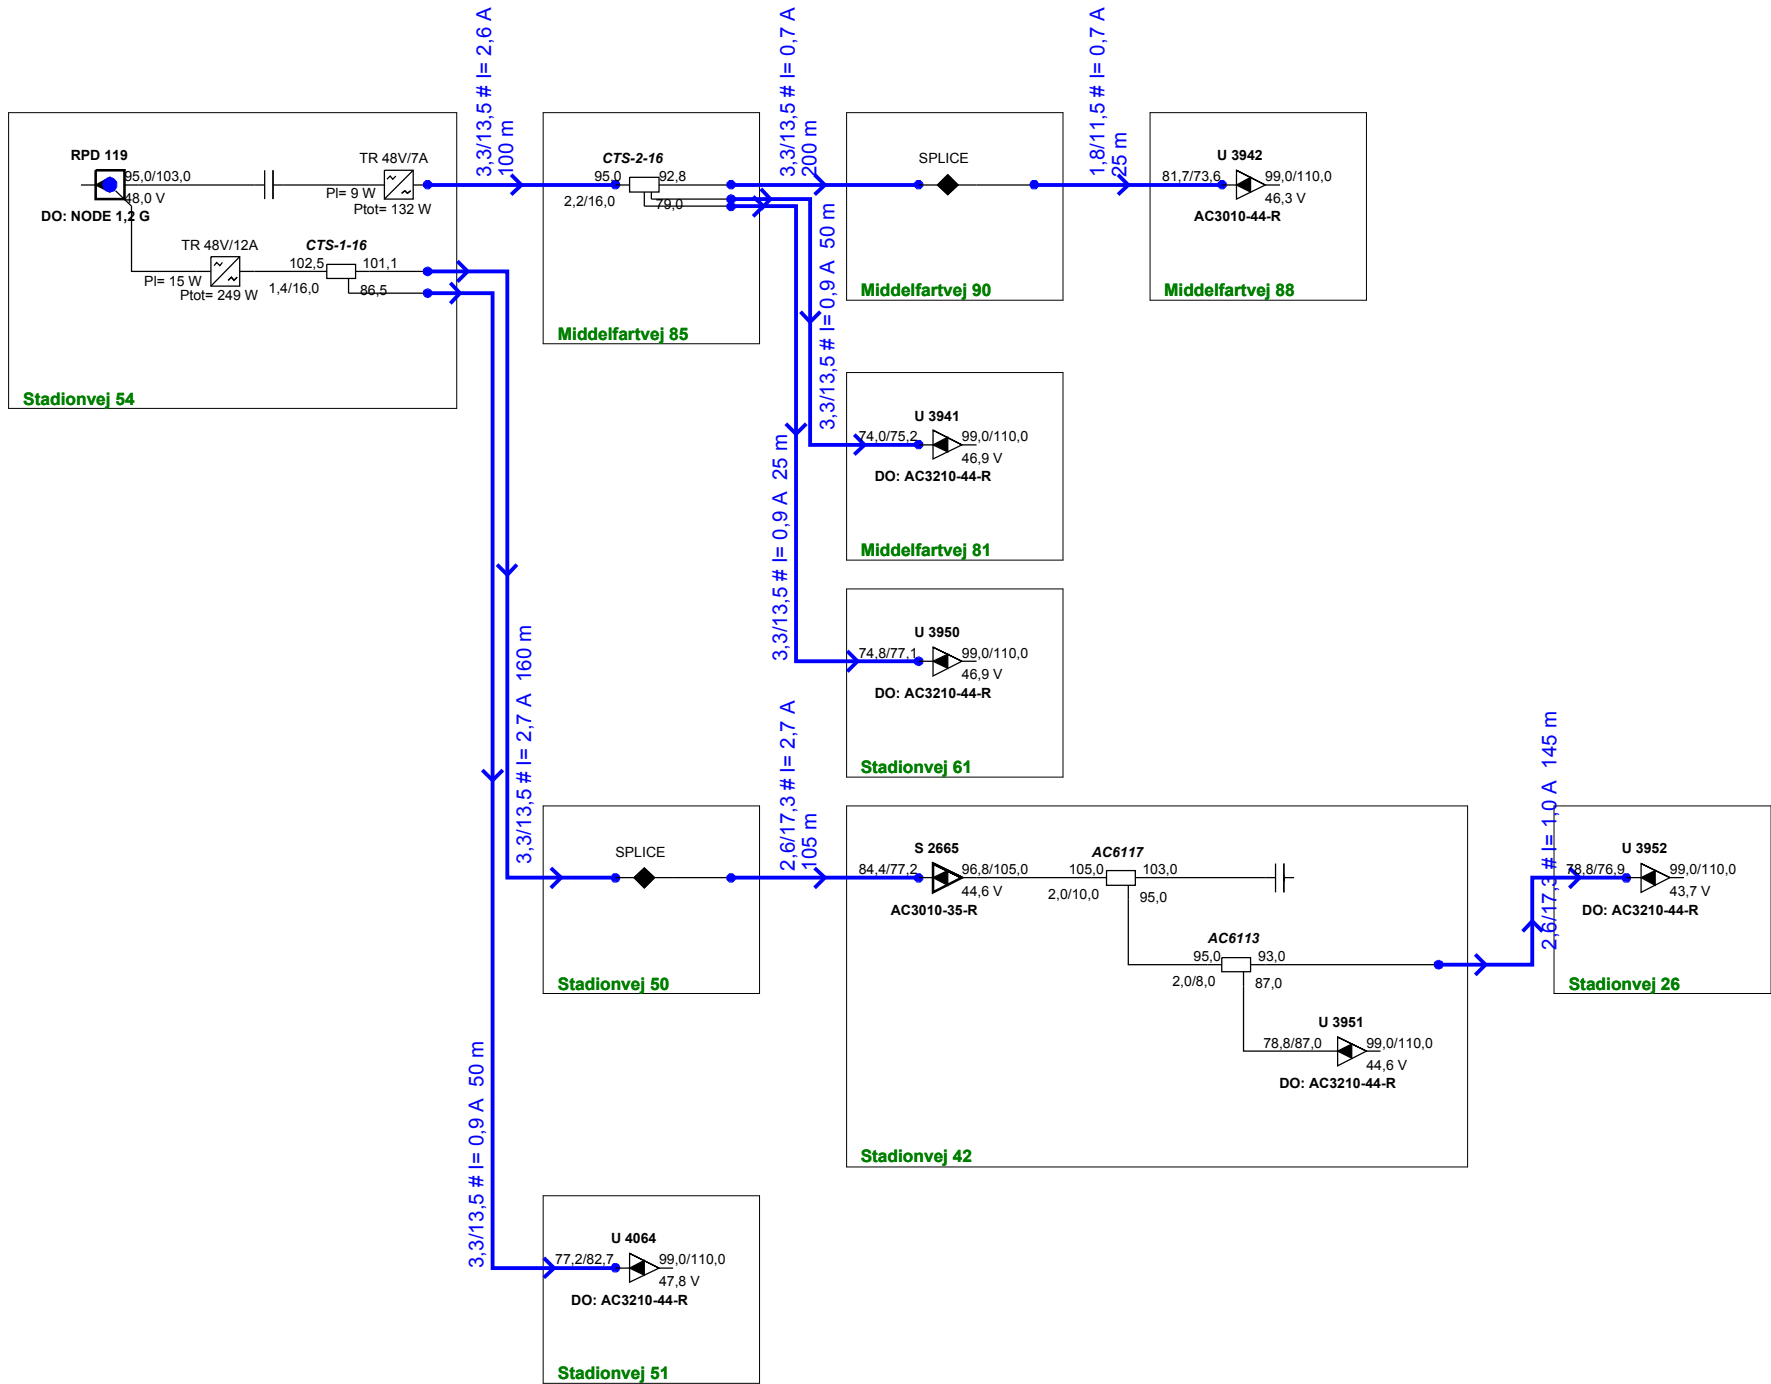 3,3/13,5 # I= 2,6 A
100 m
3,3/13,5 # I= 0,7 A
200 m
1,8/11,5 # I= 0,7 A
25 m
RPD 119
95,0/103,0
48,0 V
DO: NODE 1,2 G
TR 48V/7A
PI= 9 W
Ptot= 132 W
TR 48V/12A
PI= 15 W
Ptot= 249 W
CTS-1-16
102,5
101,1
1,4/16,0
86,5
Stadionvej 54
CTS-2-16
95,0
92,8
2,2/16,0
79,0
Middelfartvej 85
SPLICE
Middelfartvej 90
U 3942
81,7/73,6
99,0/110,0
46,3 V
AC3010-44-R
Middelfartvej 88
3,3/13,5 # I= 0,9 A 50 m
U 3941
74,0/75,2
99,0/110,0
46,9 V
DO: AC3210-44-R
Middelfartvej 81
3,3/13,5 # I= 0,9 A 25 m
U 3950
74,8/77,1
99,0/110,0
46,9 V
DO: AC3210-44-R
Stadionvej 61
3,3/13,5 # I= 2,7 A 160 m
SPLICE
Stadionvej 50
2,6/17,3 # I= 2,7 A
105 m
S 2665
84,4/77,2
96,8/105,0
44,6 V
AC3010-35-R
AC6117
105,0
103,0
2,0/10,0
95,0
AC6113
95,0
93,0
2,0/8,0
87,0
U 3951
78,8/87,0
99,0/110,0
44,6 V
DO: AC3210-44-R
Stadionvej 42
2,6/17,3 # I= 1,0 A 145 m
U 3952
78,8/76,9
99,0/110,0
43,7 V
DO: AC3210-44-R
Stadionvej 26
3,3/13,5 # I= 0,9 A 50 m
U 4064
77,2/82,7
99,0/110,0
47,8 V
DO: AC3210-44-R
Stadionvej 51